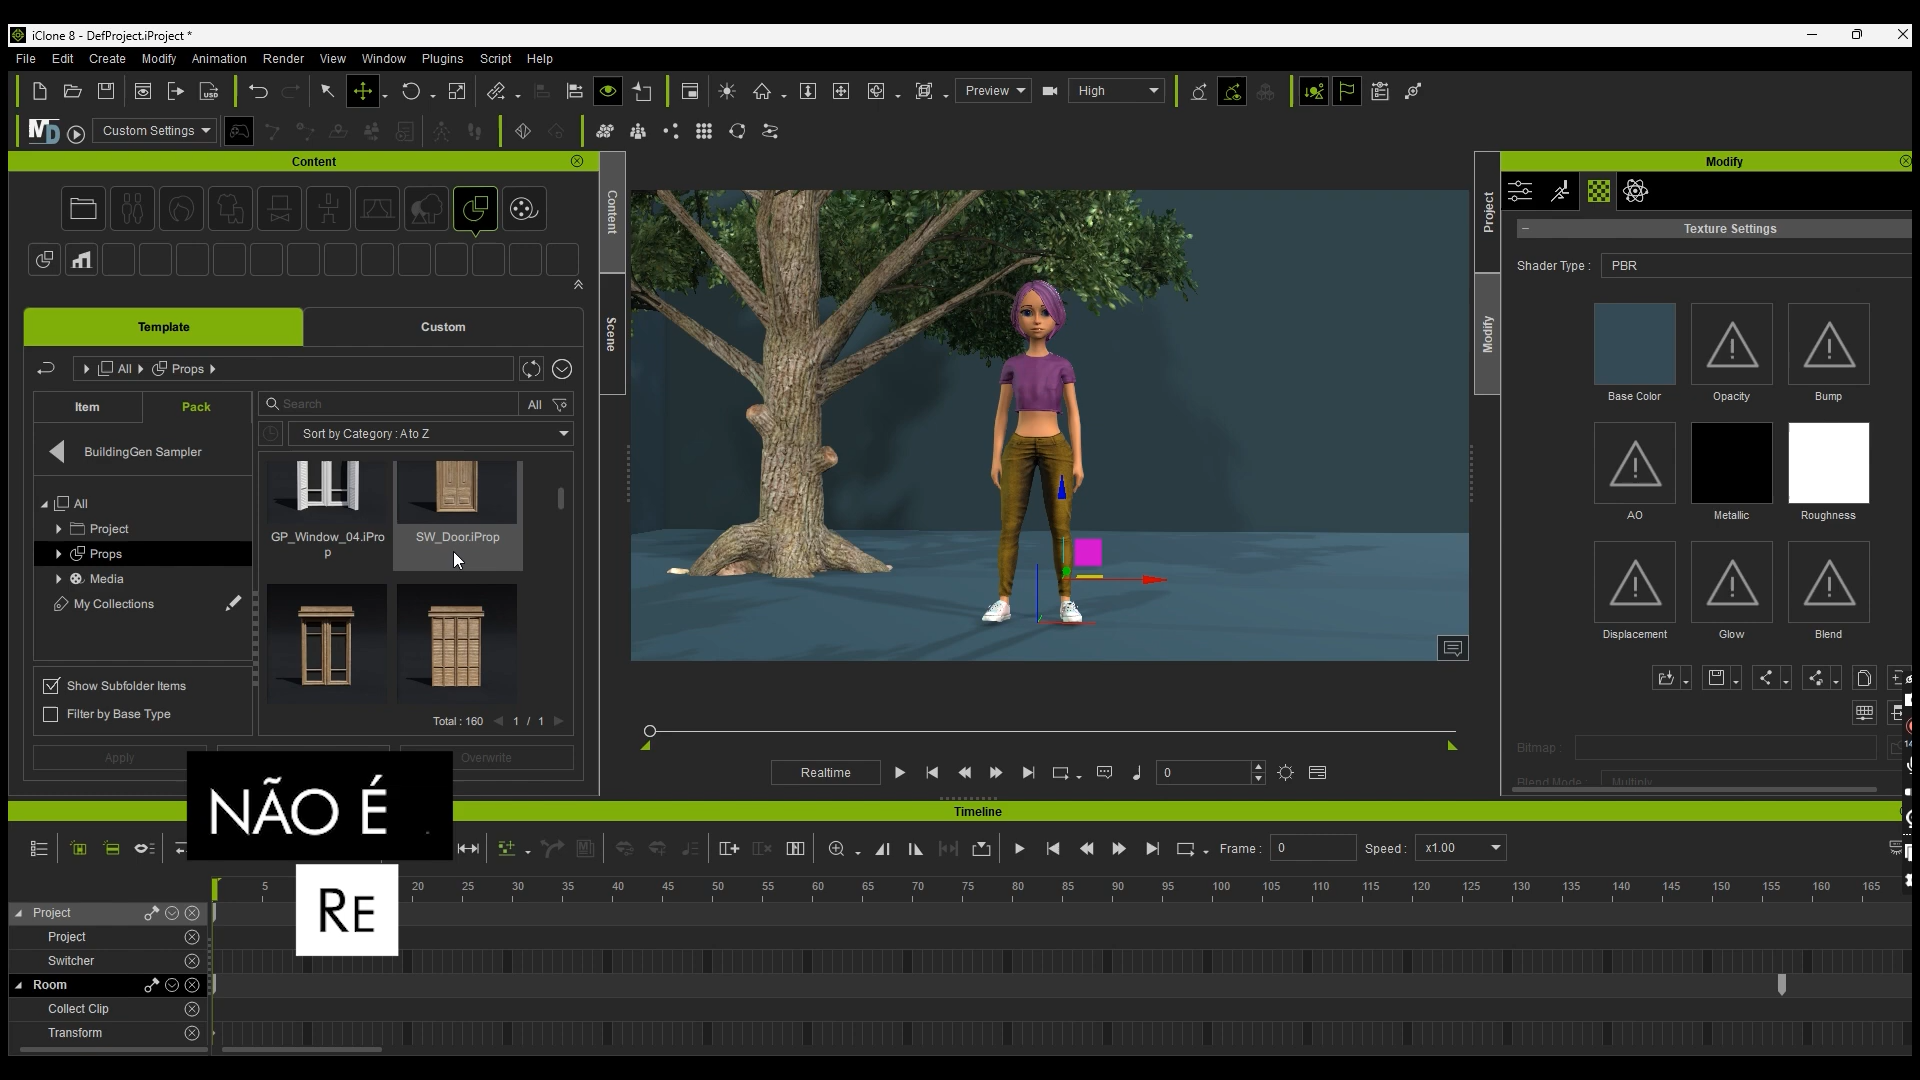 iClone 8 - DefProject.iProject *
File Edit Create Modify Animation Render View Window Plugins Script Help
USD Preview High
MD Custom Settings
Content
Modify
Content
Scene
Project
Modify
Template Custom
All Props
Item Pack
Search All
BuildingGen Sampler
Sort by Category : A to Z
All
Project
Props
Media
My Collections
GP_Window_04.iPro
p
SW_Door.iProp
Show Subfolder Items
Filter by Base Type
Total : 160 1 / 1
Apply Overwrite
Texture Settings
Shader Type : PBR
Base Color Opacity Bump
AO Metallic Roughness
Displacement Glow Blend
Bitmap :
Blend Mode : Multiply
Realtime 0
NÃO É
RE
Timeline
Frame : 0 Speed : x1.00
5 20 25 30 35 40 45 50 55 60 65 70 75 80 85 90 95 100 105 110 115 120 125 130 135 140 145 150 155 160 165
Project
Project
Switcher
Room
Collect Clip
Transform